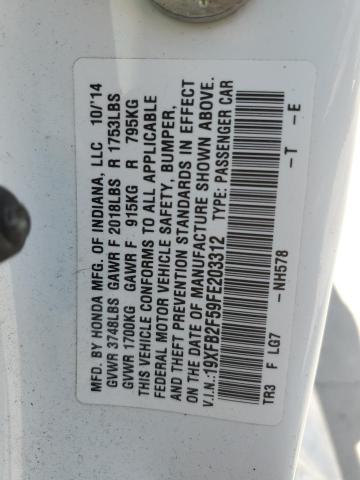 MFD. BY HONDA MFG. OF INDIANA, LLC 10/'14
GVWR 3748LBS GAWR F 2018LBS R 1753LBS
GVWR 1700KG GAWR F 915KG R 795KG
THIS VEHICLE CONFORMS TO ALL APPLICABLE
FEDERAL MOTOR VEHICLE SAFETY, BUMPER,
AND THEFT PREVENTION STANDARDS IN EFFECT
ON THE DATE OF MANUFACTURE SHOWN ABOVE.
V.I.N.:19XFB2F59FE203312 TYPE: PASSENGER CAR
TR3 F LG7 -NH578 -T -E